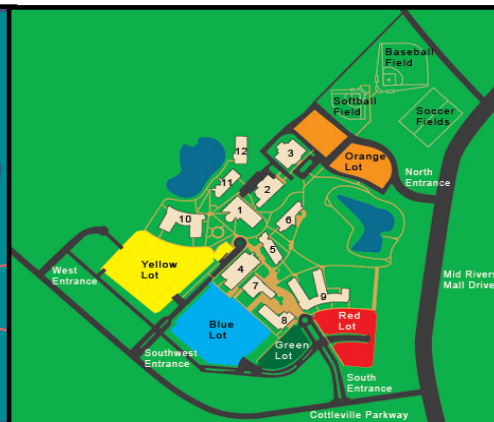 Baseball
Field
Softball
Field
Soccer
Fields
12
3
Orange
Lot
North
Entrance
11
2
10
1
6
5
Yellow
Lot
4
West
Entrance
Mid Rivers
Mall Drive
7
9
8
Blue
Lot
Red
Lot
Green
Lot
Southwest
Entrance
South
Entrance
Cottleville Parkway